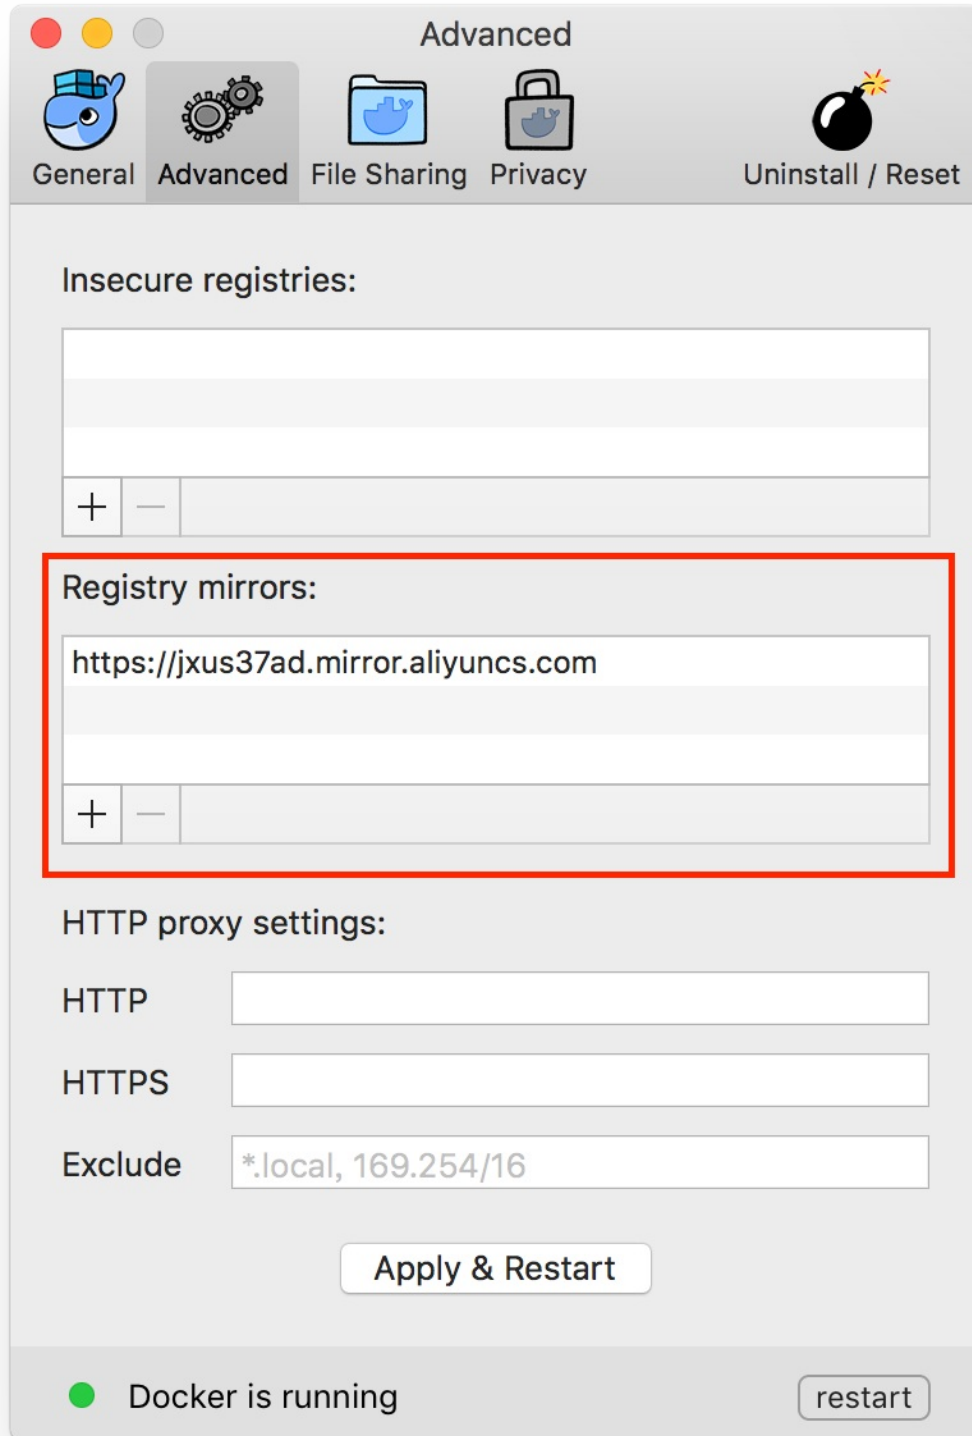 Advanced
General Advanced File Sharing Privacy Uninstall / Reset
Insecure registries:
Registry mirrors:
https://jxus37ad.mirror.aliyuncs.com
HTTP proxy settings:
HTTP
HTTPS
Exclude *.local, 169.254/16
Apply & Restart
Docker is running restart